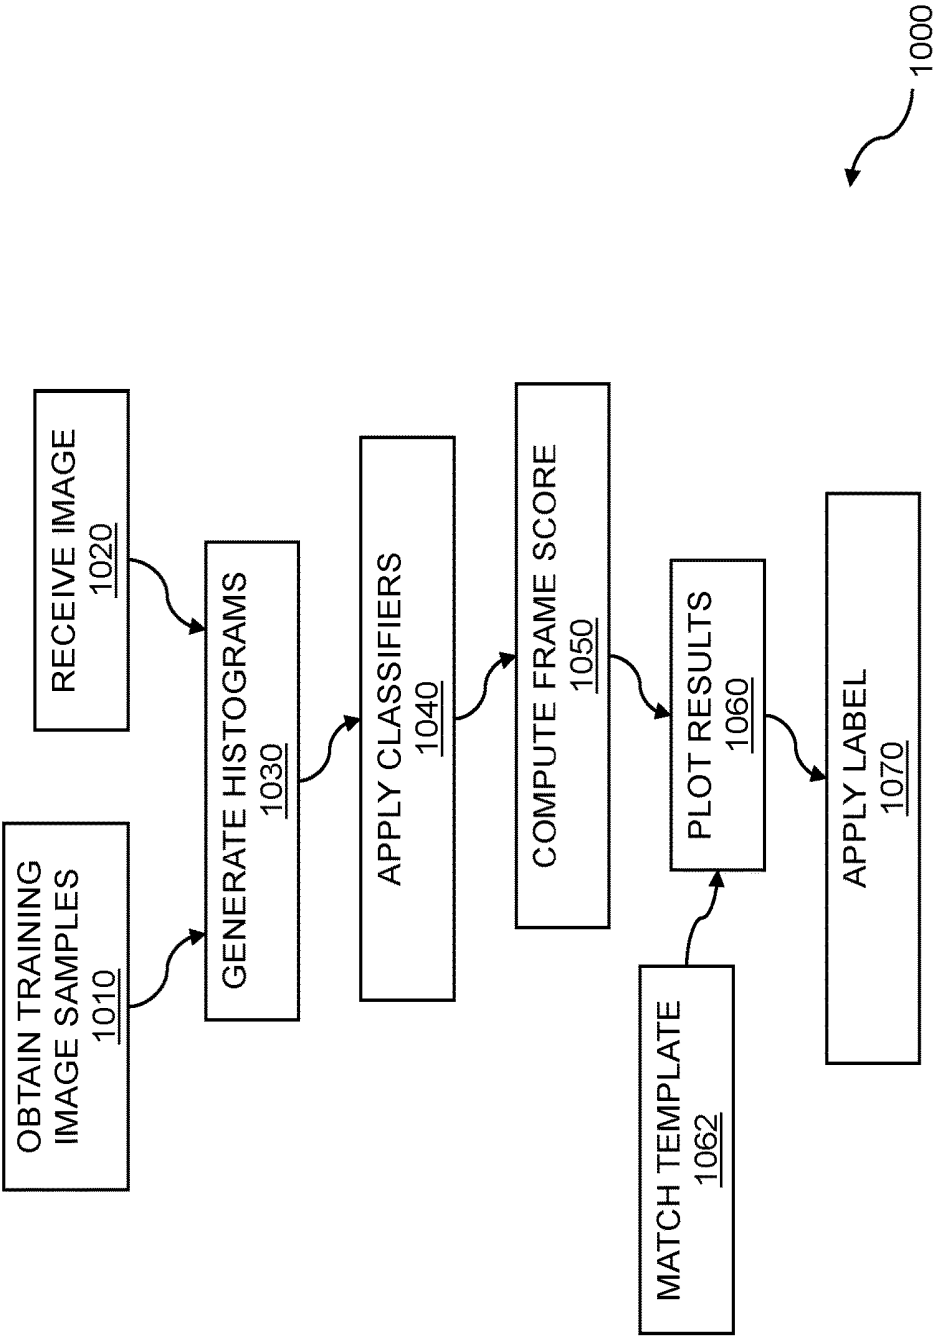 OBTAIN TRAINING
IMAGE SAMPLES
1010
RECEIVE IMAGE
1020
GENERATE HISTOGRAMS
1030
APPLY CLASSIFIERS
1040
COMPUTE FRAME SCORE
1050
PLOT RESULTS
1060
MATCH TEMPLATE
1062
APPLY LABEL
1070
1000